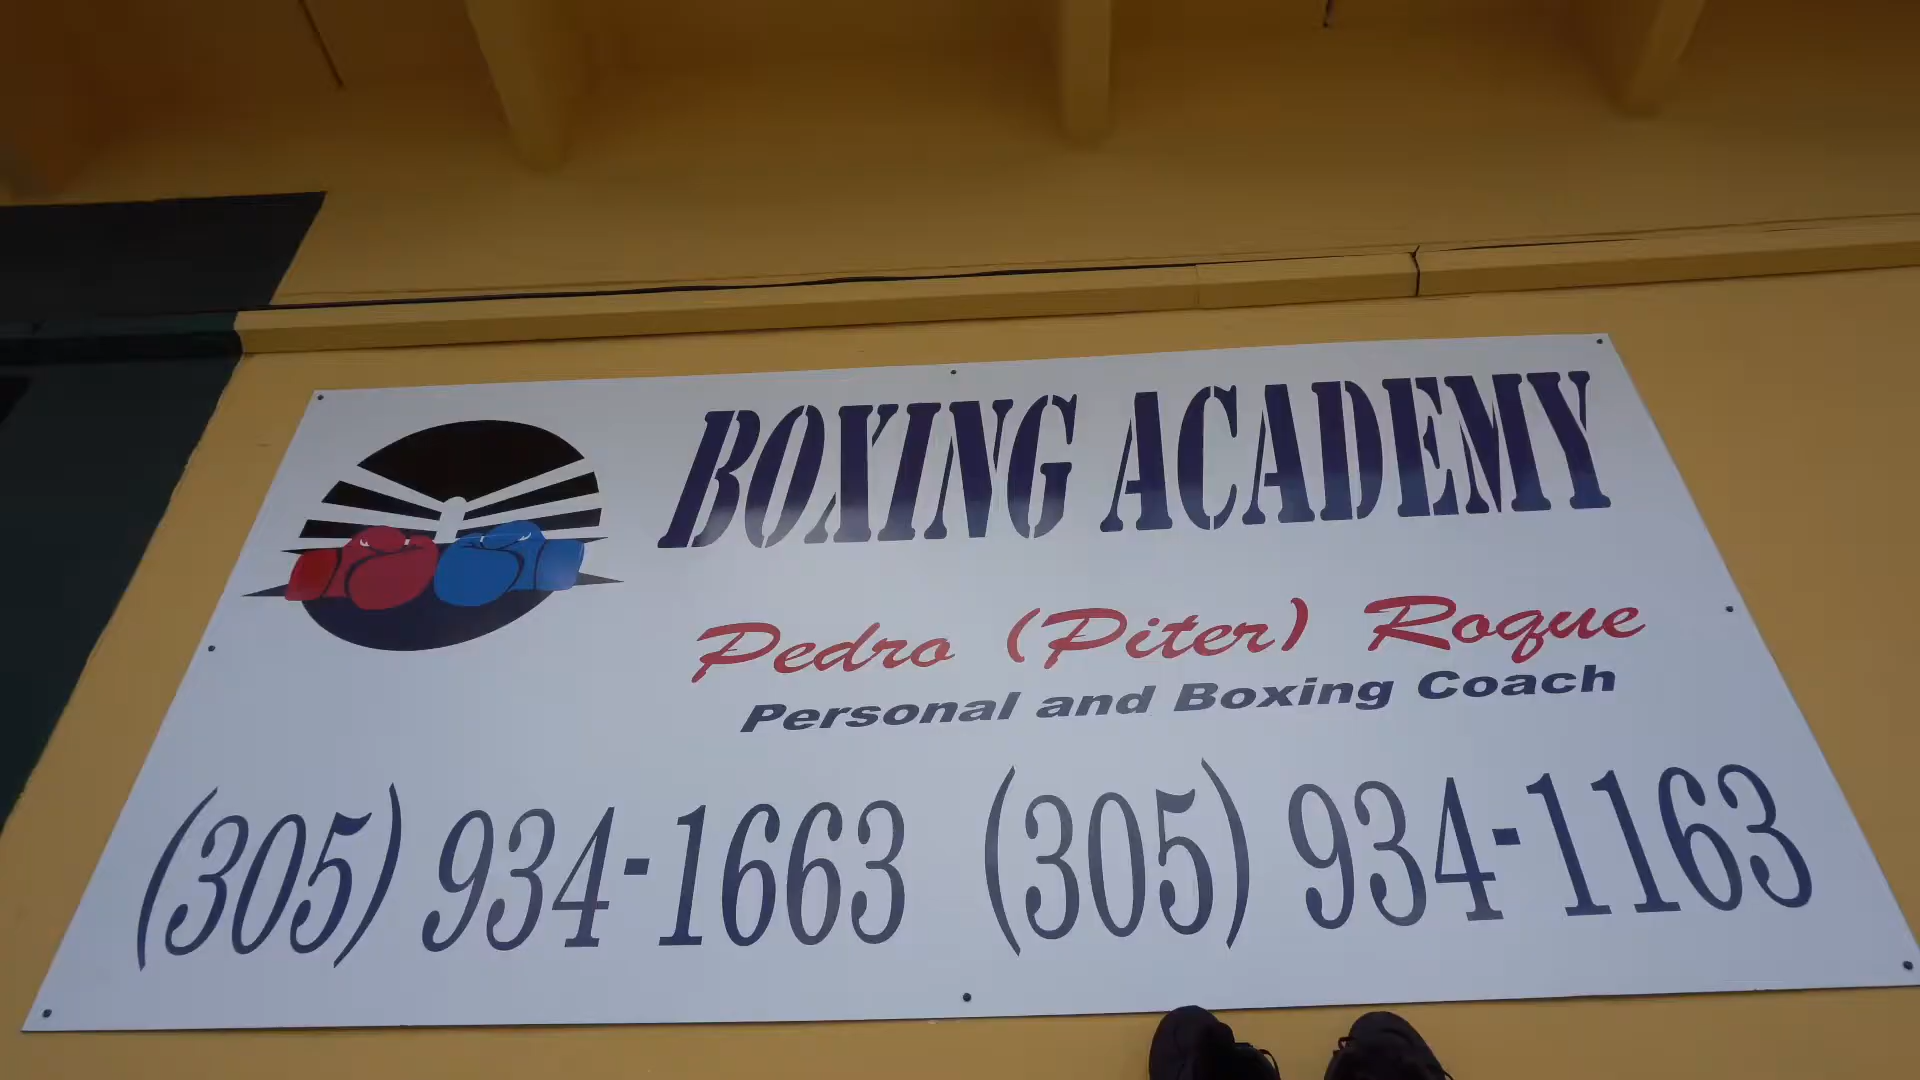 BOXING ACADEMY
Pedro (Piter) Roque
Personal and Boxing Coach
(305) 934-1663 (305) 934-1163